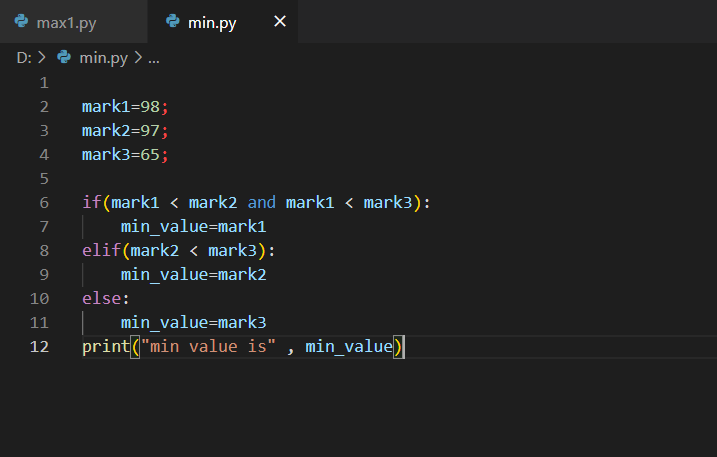 max1.py min.py ×
D: > min.py > ...
1
2 mark1=98;
3 mark2=97;
4 mark3=65;
5
6 if(mark1 < mark2 and mark1 < mark3):
7     min_value=mark1
8 elif(mark2 < mark3):
9     min_value=mark2
10 else:
11     min_value=mark3
12 print("min value is" , min_value)